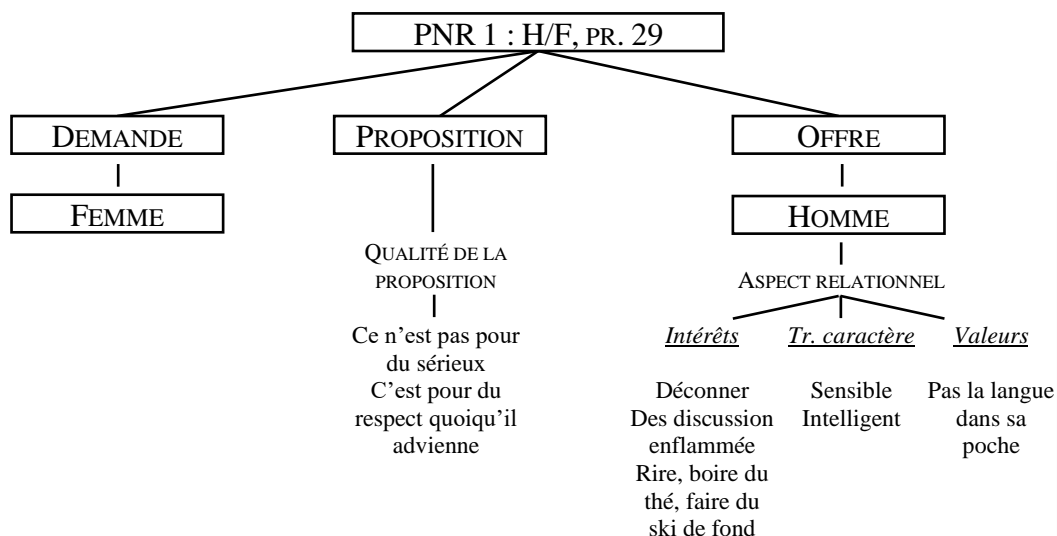 PNR 1 : H/F, PR. 29
DEMANDE
FEMME
PROPOSITION
QUALITÉ DE LA
PROPOSITION
Ce n’est pas pour
du sérieux
C’est pour du
respect quoiqu’il
advienne
OFFRE
HOMME
ASPECT RELATIONNEL
Intérêts
Déconner
Des discussion
enflammée
Rire, boire du
thé, faire du
ski de fond
Tr. caractère
Sensible
Intelligent
Valeurs
Pas la langue
dans sa
poche